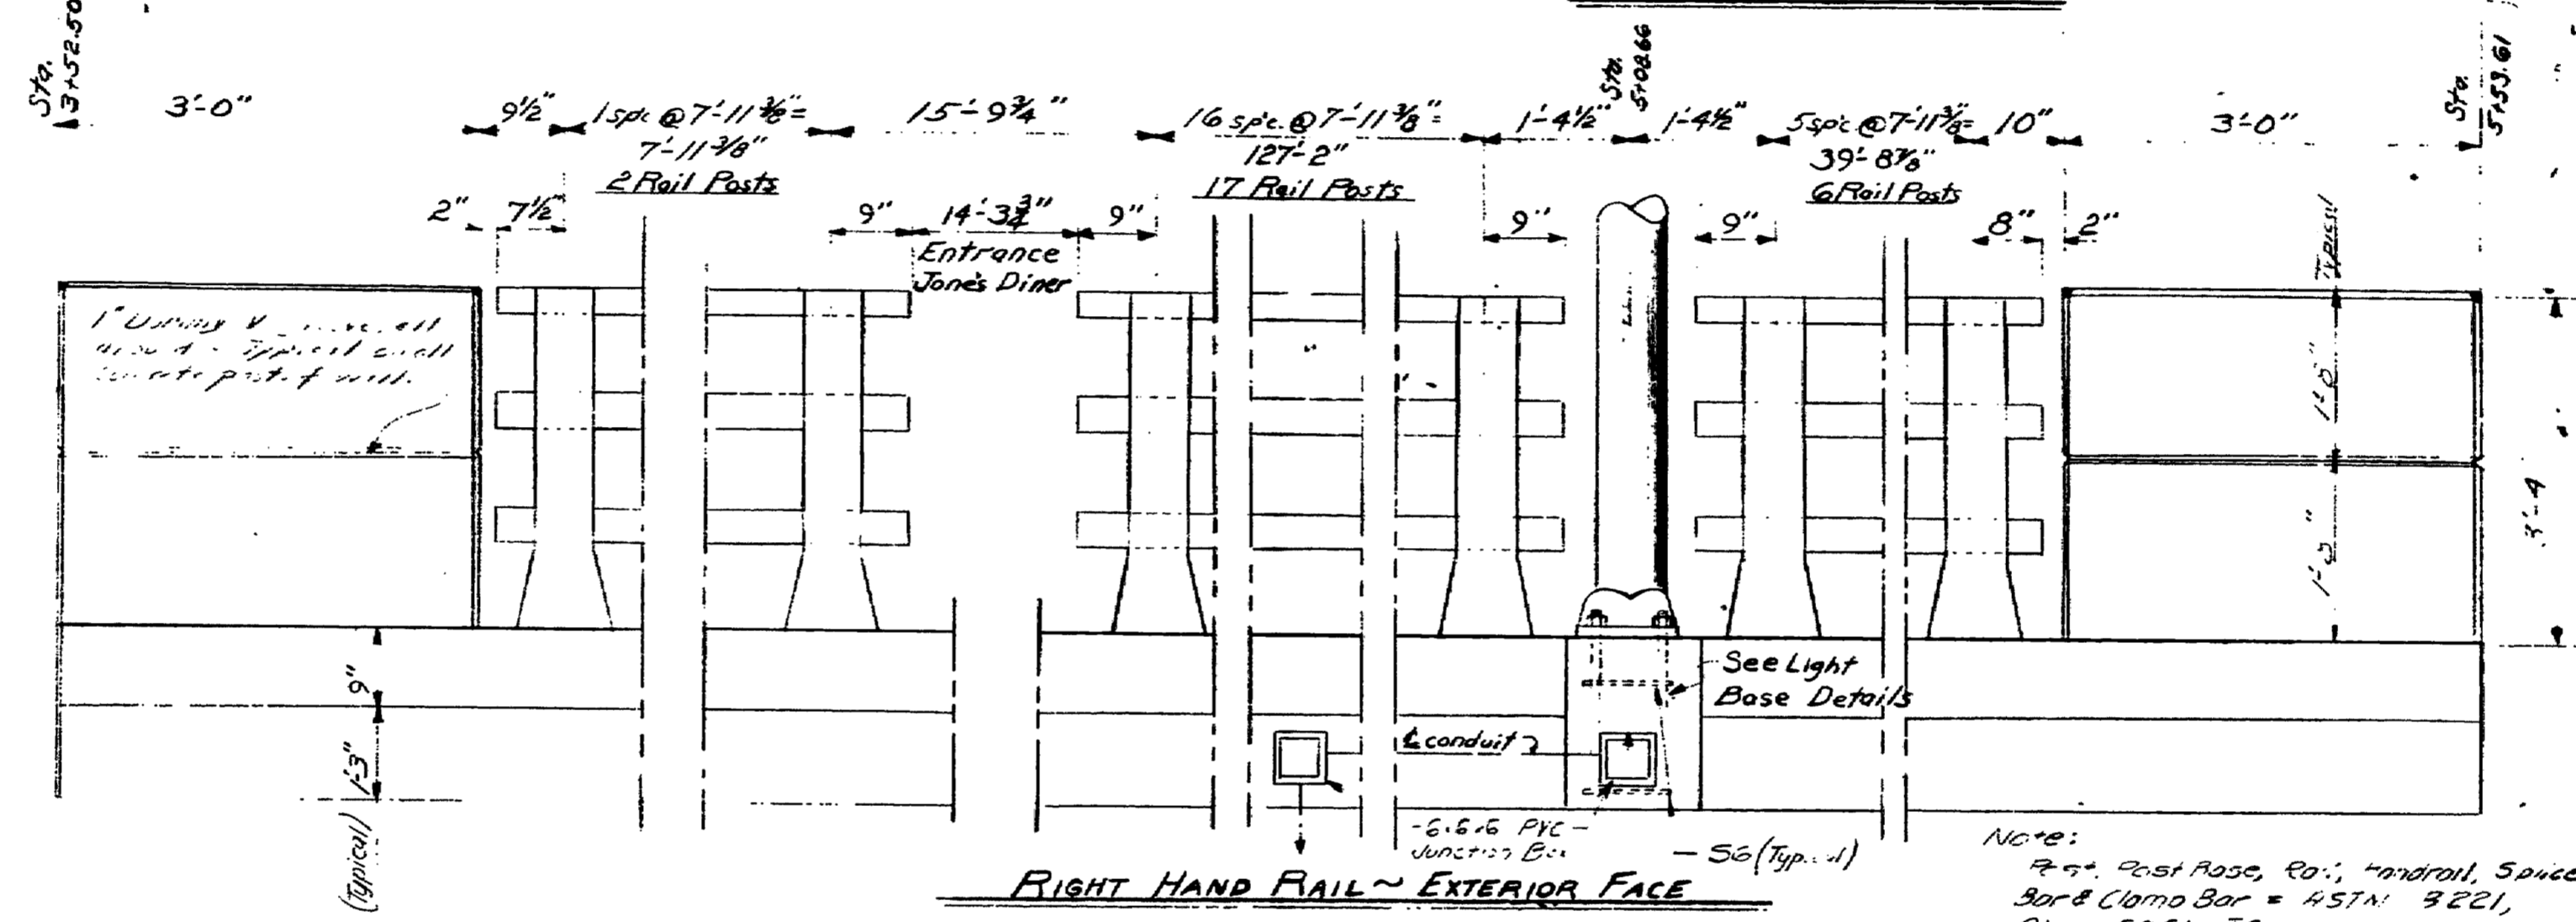 Sta.
3+52.50
3'-0"
9½"
1 spc @ 7'-11⅜" =
7'-11⅜"
2 Rail Posts
15'-9¾"
16 spc. @ 7'-11⅜" =
127'-2"
17 Rail Posts
1'-4½"
Sta.
5+08.66
1'-4½"
5 spc @ 7'-11⅜" =
39'-8⅞"
6 Rail Posts
10"
3'-0"
Sta.
5+53.61
2"
7½"
9"
14'-3¾"
9"
Entrance
Jone's Diner
9"
9"
8"
2"
Typical
1'-8"
1'-8"
3'-4
9"
1'-3"
(Typical)
See Light
Base Details
℄ conduit
PVC
Junction Box
S6 (Typical)
RIGHT HAND RAIL ~ EXTERIOR FACE
Note:
Post, Post Base, Rail, Handrail, Splice
Bar & Clamp Bar = ASTM B221,